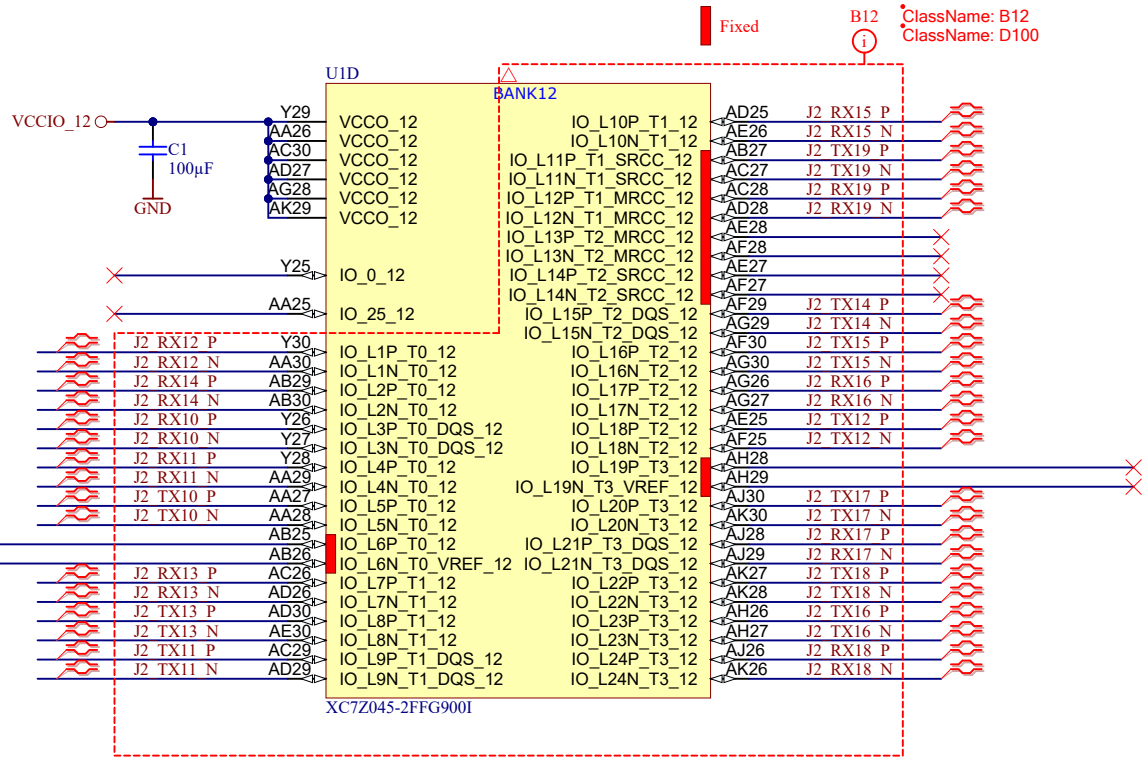 Fixed
B12
ClassName: B12
ClassName: D100
U1D
BANK12
VCCIO_12
C1
100µF
GND
Y29 VCCO_12
AA26 VCCO_12
AC30 VCCO_12
AD27 VCCO_12
AG28 VCCO_12
AK29 VCCO_12
Y25 IO_0_12
AA25 IO_25_12
J2_RX12_P Y30 IO_L1P_T0_12
J2_RX12_N AA30 IO_L1N_T0_12
J2_RX14_P AB29 IO_L2P_T0_12
J2_RX14_N AB30 IO_L2N_T0_12
J2_RX10_P Y26 IO_L3P_T0_DQS_12
J2_RX10_N Y27 IO_L3N_T0_DQS_12
J2_RX11_P Y28 IO_L4P_T0_12
J2_RX11_N AA29 IO_L4N_T0_12
J2_TX10_P AA27 IO_L5P_T0_12
J2_TX10_N AA28 IO_L5N_T0_12
AB25 IO_L6P_T0_12
AB26 IO_L6N_T0_VREF_12
J2_RX13_P AC26 IO_L7P_T1_12
J2_RX13_N AD26 IO_L7N_T1_12
J2_TX13_P AD30 IO_L8P_T1_12
J2_TX13_N AE30 IO_L8N_T1_12
J2_TX11_P AC29 IO_L9P_T1_DQS_12
J2_TX11_N AD29 IO_L9N_T1_DQS_12
IO_L10P_T1_12 AD25 J2_RX15_P
IO_L10N_T1_12 AE26 J2_RX15_N
IO_L11P_T1_SRCC_12 AB27 J2_TX19_P
IO_L11N_T1_SRCC_12 AC27 J2_TX19_N
IO_L12P_T1_MRCC_12 AC28 J2_RX19_P
IO_L12N_T1_MRCC_12 AD28 J2_RX19_N
IO_L13P_T2_MRCC_12 AE28
IO_L13N_T2_MRCC_12 AF28
IO_L14P_T2_SRCC_12 AE27
IO_L14N_T2_SRCC_12 AF27
IO_L15P_T2_DQS_12 AF29 J2_TX14_P
IO_L15N_T2_DQS_12 AG29 J2_TX14_N
IO_L16P_T2_12 AF30 J2_TX15_P
IO_L16N_T2_12 AG30 J2_TX15_N
IO_L17P_T2_12 AG26 J2_RX16_P
IO_L17N_T2_12 AG27 J2_RX16_N
IO_L18P_T2_12 AE25 J2_TX12_P
IO_L18N_T2_12 AF25 J2_TX12_N
IO_L19P_T3_12 AH28
IO_L19N_T3_VREF_12 AH29
IO_L20P_T3_12 AJ30 J2_TX17_P
IO_L20N_T3_12 AK30 J2_TX17_N
IO_L21P_T3_DQS_12 AJ28 J2_RX17_P
IO_L21N_T3_DQS_12 AJ29 J2_RX17_N
IO_L22P_T3_12 AK27 J2_TX18_P
IO_L22N_T3_12 AK28 J2_TX18_N
IO_L23P_T3_12 AH26 J2_TX16_P
IO_L23N_T3_12 AH27 J2_TX16_N
IO_L24P_T3_12 AJ26 J2_RX18_P
IO_L24N_T3_12 AK26 J2_RX18_N
XC7Z045-2FFG900I